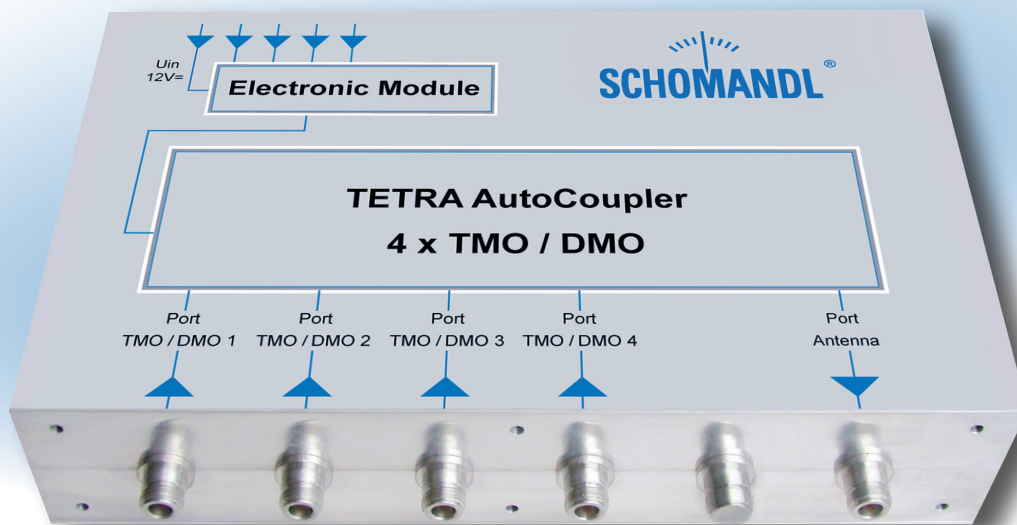 Uin
12V=
Electronic Module
SCHOMANDL®
TETRA AutoCoupler
4 x TMO / DMO
Port
TMO / DMO 1
Port
TMO / DMO 2
Port
TMO / DMO 3
Port
TMO / DMO 4
Port
Antenna